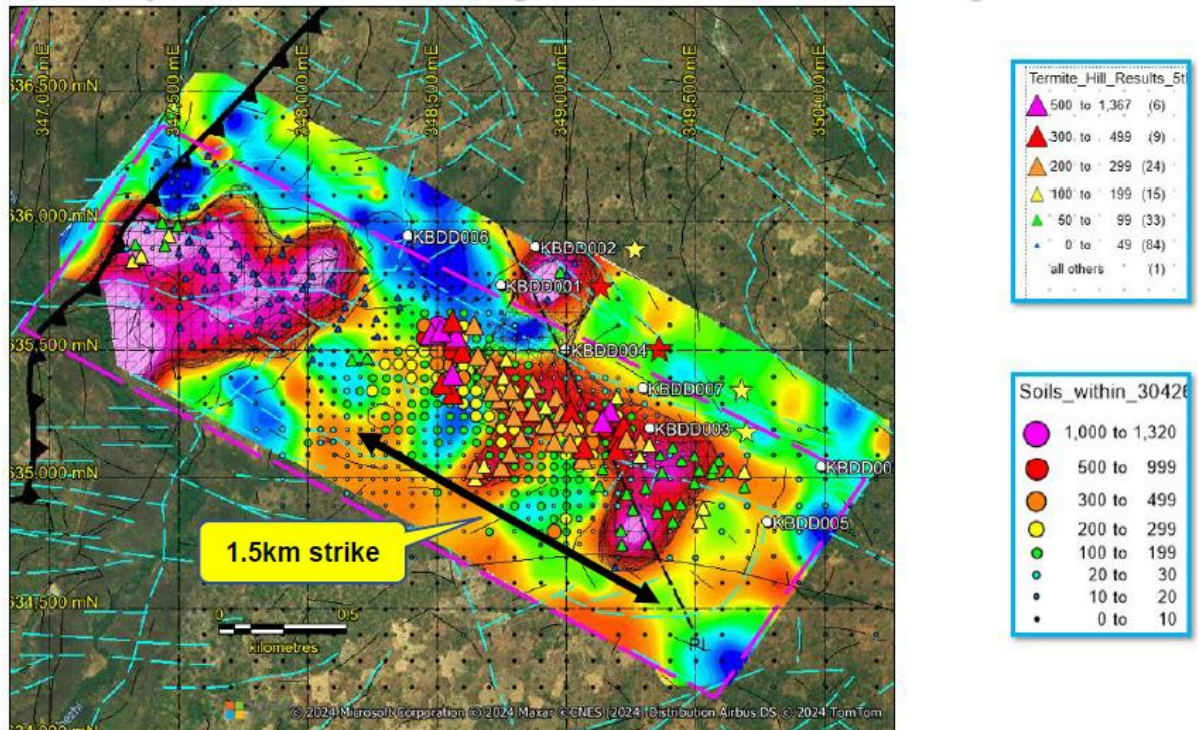 347,000 mE
347,500 mE
348,000 mE
348,500 mE
349,000 mE
349,500 mE
350,000 mE
636,500 mN
636,000 mN
635,500 mN
635,000 mN
634,500 mN
KBDD006
KBDD002
KBDD001
KBDD004
KBDD007
KBDD003
KBDD00
KBDD005
1.5km strike
0
0.5
kilometres
PL
© 2024 Microsoft Corporation © 2024 Maxar ©CNES (2024) Distribution Airbus DS © 2024 TomTom
Termite_Hill_Results_5t
500 to 1,367 (6)
300 to 499 (9)
200 to 299 (24)
100 to 199 (15)
50 to 99 (33)
0 to 49 (84)
all others (1)
Soils_within_30426
1,000 to 1,320
500 to 999
300 to 499
200 to 299
100 to 199
20 to 30
10 to 20
0 to 10